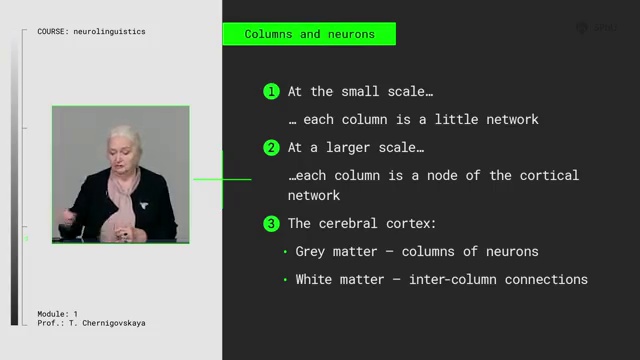 COURSE: neurolinguistics
Columns and neurons
1 At the small scale…
… each column is a little network
2 At a larger scale…
…each column is a node of the cortical
network
3 The cerebral cortex:
• Grey matter – columns of neurons
• White matter – inter-column connections
Module: 1
Prof.: T. Chernigovskaya